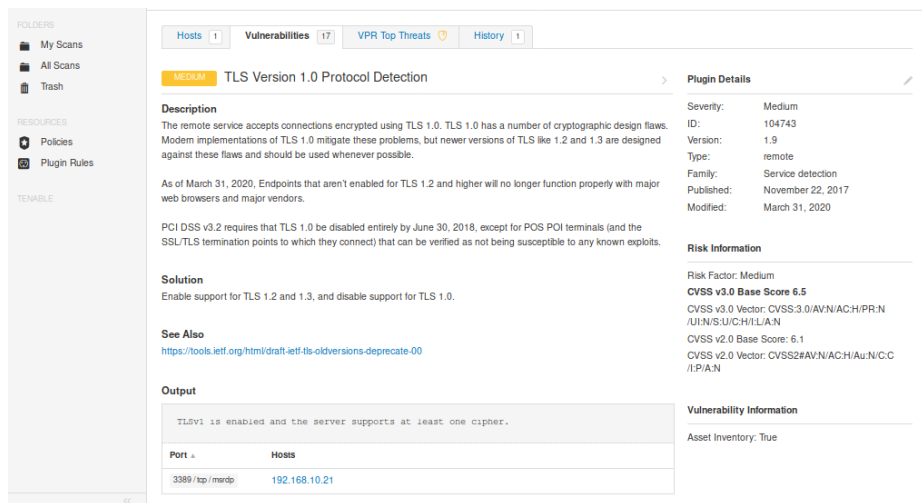 FOLDERS
My Scans
All Scans
Trash
RESOURCES
Policies
Plugin Rules
TENABLE
Hosts 1 Vulnerabilities 17 VPR Top Threats History 1
MEDIUM TLS Version 1.0 Protocol Detection
Description
The remote service accepts connections encrypted using TLS 1.0. TLS 1.0 has a number of cryptographic design flaws.
Modern implementations of TLS 1.0 mitigate these problems, but newer versions of TLS like 1.2 and 1.3 are designed
against these flaws and should be used whenever possible.
As of March 31, 2020, Endpoints that aren't enabled for TLS 1.2 and higher will no longer function properly with major
web browsers and major vendors.
PCI DSS v3.2 requires that TLS 1.0 be disabled entirely by June 30, 2018, except for POS POI terminals (and the
SSL/TLS termination points to which they connect) that can be verified as not being susceptible to any known exploits.
Solution
Enable support for TLS 1.2 and 1.3, and disable support for TLS 1.0.
See Also
https://tools.ietf.org/html/draft-ietf-tls-oldversions-deprecate-00
Output
TLSv1 is enabled and the server supports at least one cipher.
Port Hosts
3389 / tcp / msrdp 192.168.10.21
Plugin Details
Severity: Medium
ID: 104743
Version: 1.9
Type: remote
Family: Service detection
Published: November 22, 2017
Modified: March 31, 2020
Risk Information
Risk Factor: Medium
CVSS v3.0 Base Score 6.5
CVSS v3.0 Vector: CVSS:3.0/AV:N/AC:H/PR:N
/UI:N/S:U/C:H/I:L/A:N
CVSS v2.0 Base Score: 6.1
CVSS v2.0 Vector: CVSS2#AV:N/AC:H/Au:N/C:C
/I:P/A:N
Vulnerability Information
Asset Inventory: True